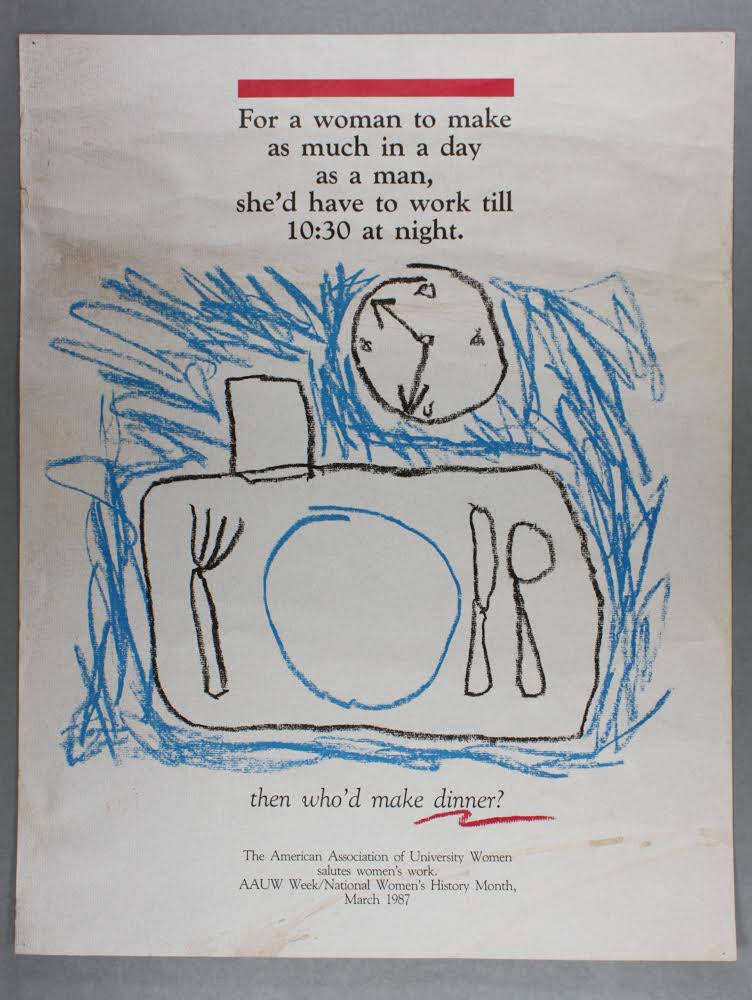 For a woman to make
as much in a day
as a man,
she'd have to work till
10:30 at night.
then who'd make dinner?
The American Association of University Women
salutes women's work.
AAUW Week/National Women's History Month,
March 1987